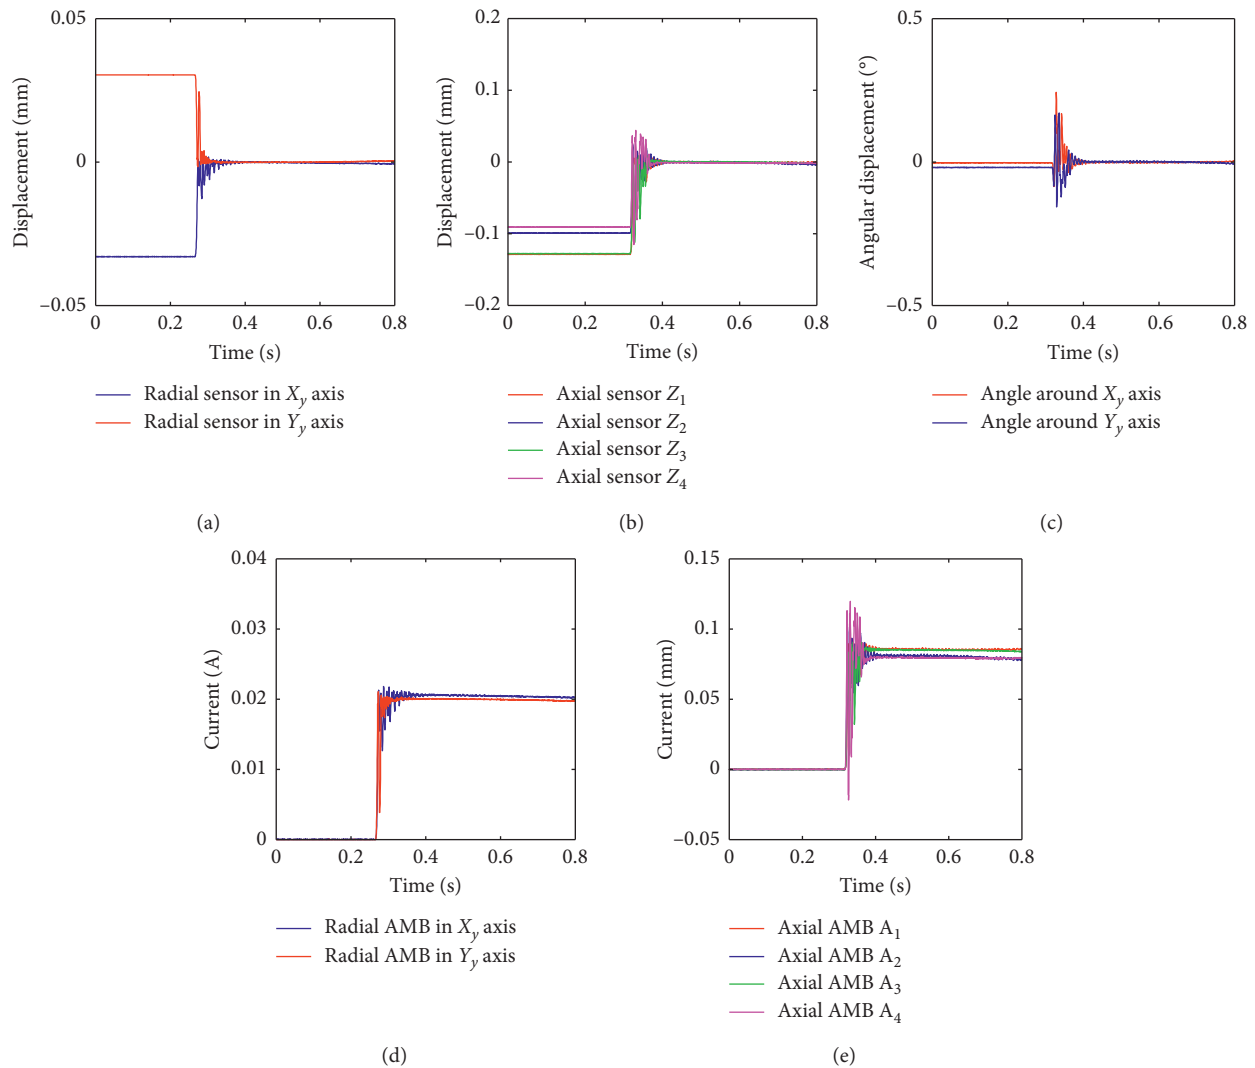 0.05
0
–0.05
Displacement (mm)
0 0.2 0.4 0.6 0.8
Time (s)
Radial sensor in Xy axis
Radial sensor in Yy axis
(a)
0.2
0.1
0
–0.1
–0.2
Displacement (mm)
0 0.2 0.4 0.6 0.8
Time (s)
Axial sensor Z1
Axial sensor Z2
Axial sensor Z3
Axial sensor Z4
(b)
0.5
0
–0.5
Angular displacement (°)
0 0.2 0.4 0.6 0.8
Time (s)
Angle around Xy axis
Angle around Yy axis
(c)
0.04
0.03
0.02
0.01
0
Current (A)
0 0.2 0.4 0.6 0.8
Time (s)
Radial AMB in Xy axis
Radial AMB in Yy axis
(d)
0.15
0.1
0.05
0
–0.05
Current (mm)
0 0.2 0.4 0.6 0.8
Time (s)
Axial AMB A1
Axial AMB A2
Axial AMB A3
Axial AMB A4
(e)